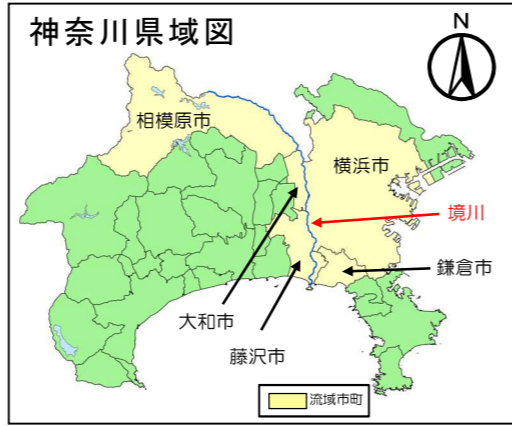 神奈川県域図
N
相模原市
横浜市
境川
鎌倉市
大和市
藤沢市
流域市町